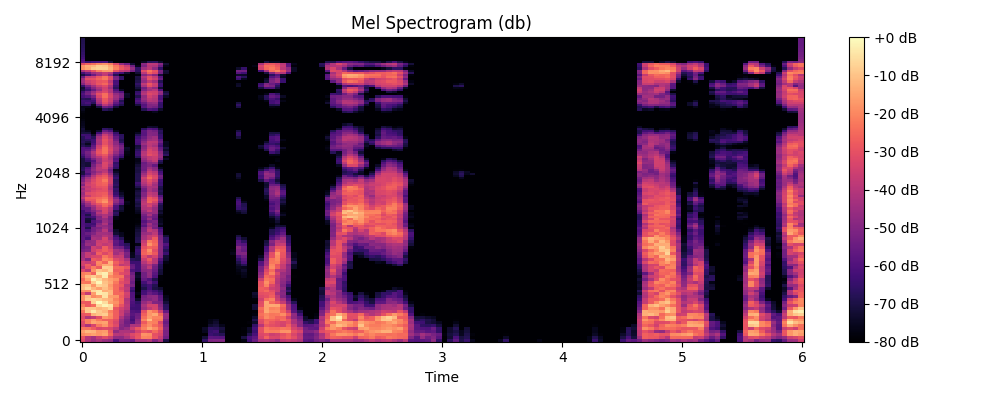 Mel Spectrogram (db)
8192
4096
2048
1024
512
0
Hz
0 1 2 3 4 5 6
Time
+0 dB
-10 dB
-20 dB
-30 dB
-40 dB
-50 dB
-60 dB
-70 dB
-80 dB